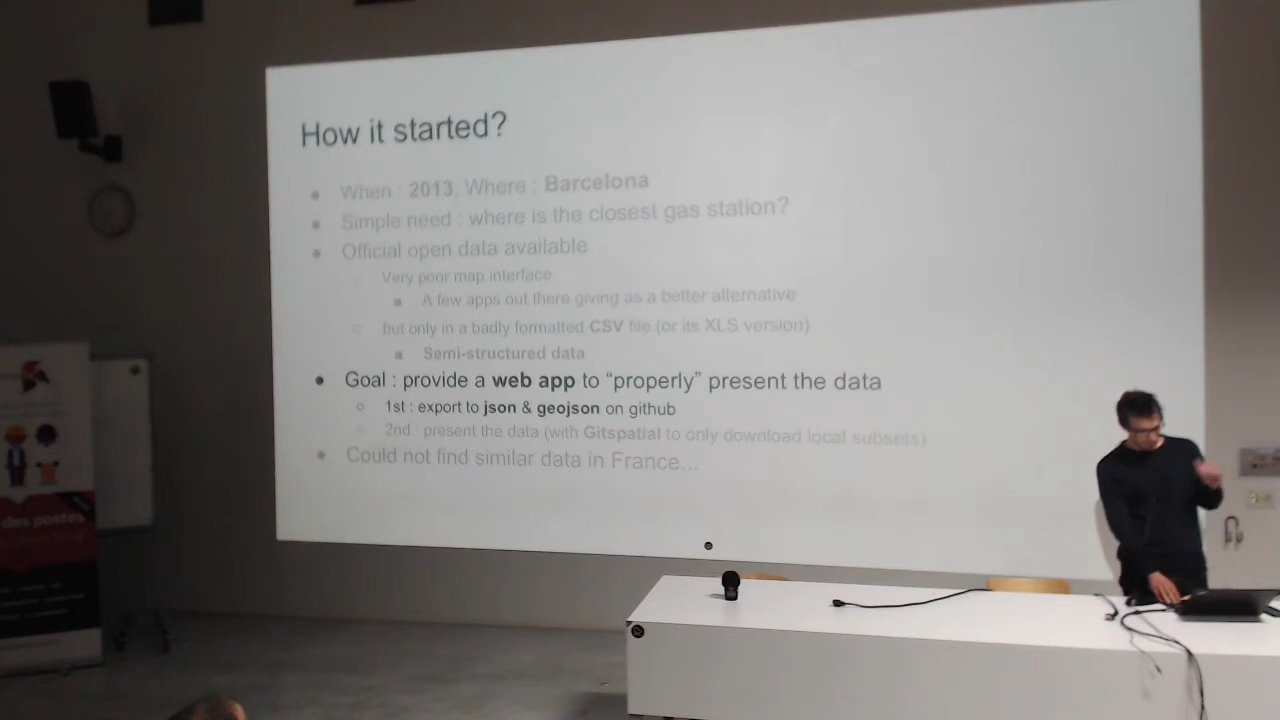 How it started?
When : 2013, Where : Barcelona
Simple need : where is the closest gas station?
Official open data available
Very poor map interface
A few apps out there giving as a better alternative
but only in a badly formatted CSV file (or its XLS version)
Semi-structured data
Goal : provide a web app to “properly” present the data
1st : export to json & geojson on github
2nd : present the data (with Gitspatial to only download local subsets)
Could not find similar data in France...
des postes